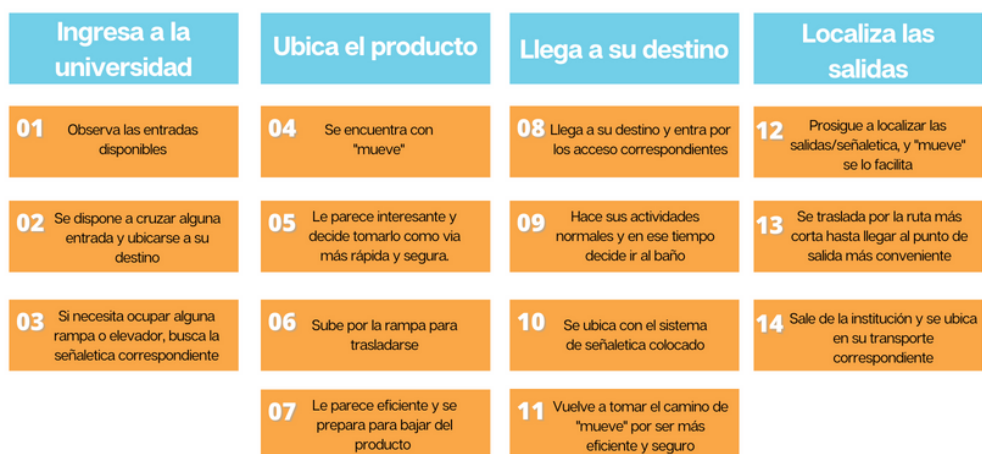 Ingresa a la
universidad
01
Observa las entradas
disponibles
02
Se dispone a cruzar alguna
entrada y ubicarse a su
destino
03
Si necesita ocupar alguna
rampa o elevador, busca la
señaletica correspondiente
Ubica el producto
04
Se encuentra con
"mueve"
05
Le parece interesante y
decide tomarlo como via
más rápida y segura.
06
Sube por la rampa para
trasladarse
07
Le parece eficiente y se
prepara para bajar del
producto
Llega a su destino
08
Llega a su destino y entra por
los acceso correspondientes
09
Hace sus actividades
normales y en ese tiempo
decide ir al baño
10
Se ubica con el sistema
de señaletica colocado
11
Vuelve a tomar el camino de
"mueve" por ser más
eficiente y seguro
Localiza las
salidas
12
Prosigue a localizar las
salidas/señaletica, y "mueve"
se lo facilita
13
Se traslada por la ruta más
corta hasta llegar al punto de
salida más conveniente
14
Sale de la institución y se ubica
en su transporte
correspondiente